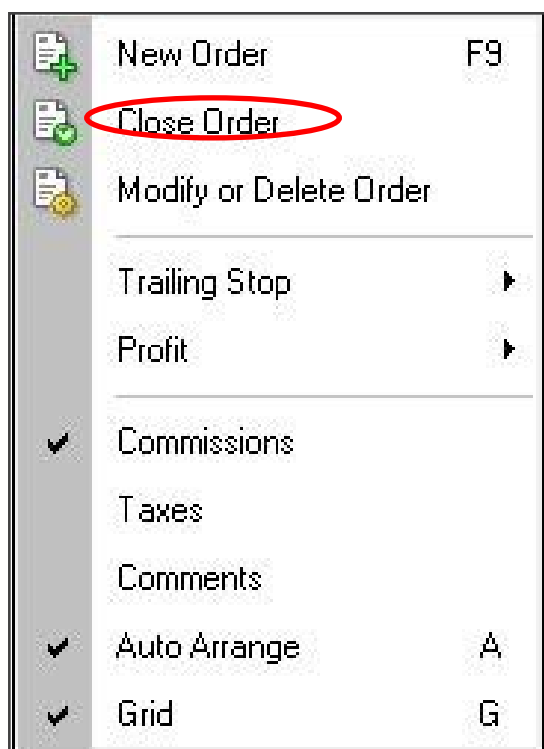 New Order F9
Close Order
Modify or Delete Order
Trailing Stop
Profit
Commissions
Taxes
Comments
Auto Arrange A
Grid G